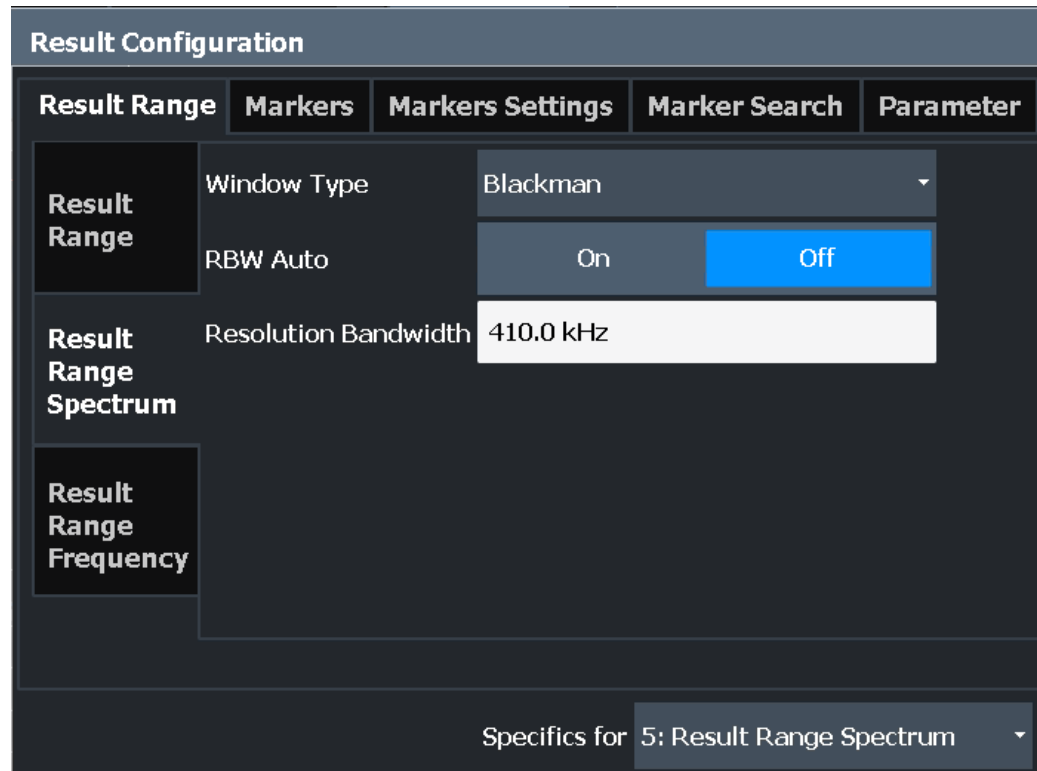 Result Configuration
Result Range Markers Markers Settings Marker Search Parameter
Result
Range
Window Type Blackman
RBW Auto On Off
Result
Range
Spectrum
Resolution Bandwidth 410.0 kHz
Result
Range
Frequency
Specifics for 5: Result Range Spectrum